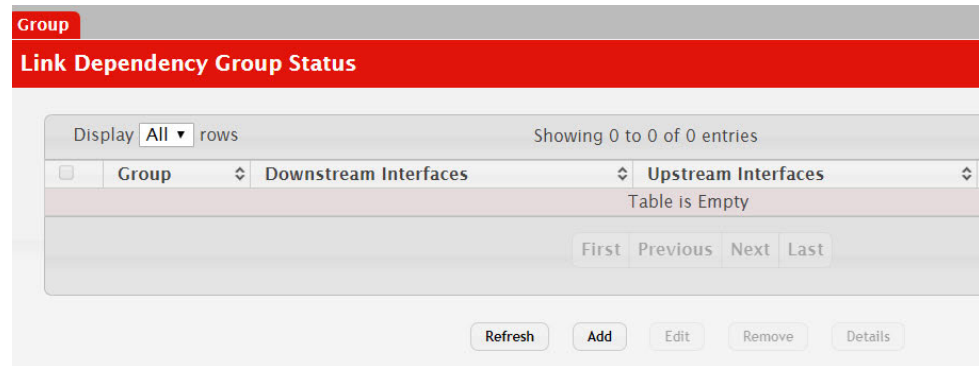 Group
Link Dependency Group Status
Display All rows Showing 0 to 0 of 0 entries
Group Downstream Interfaces Upstream Interfaces
Table is Empty
First Previous Next Last
Refresh Add Edit Remove Details